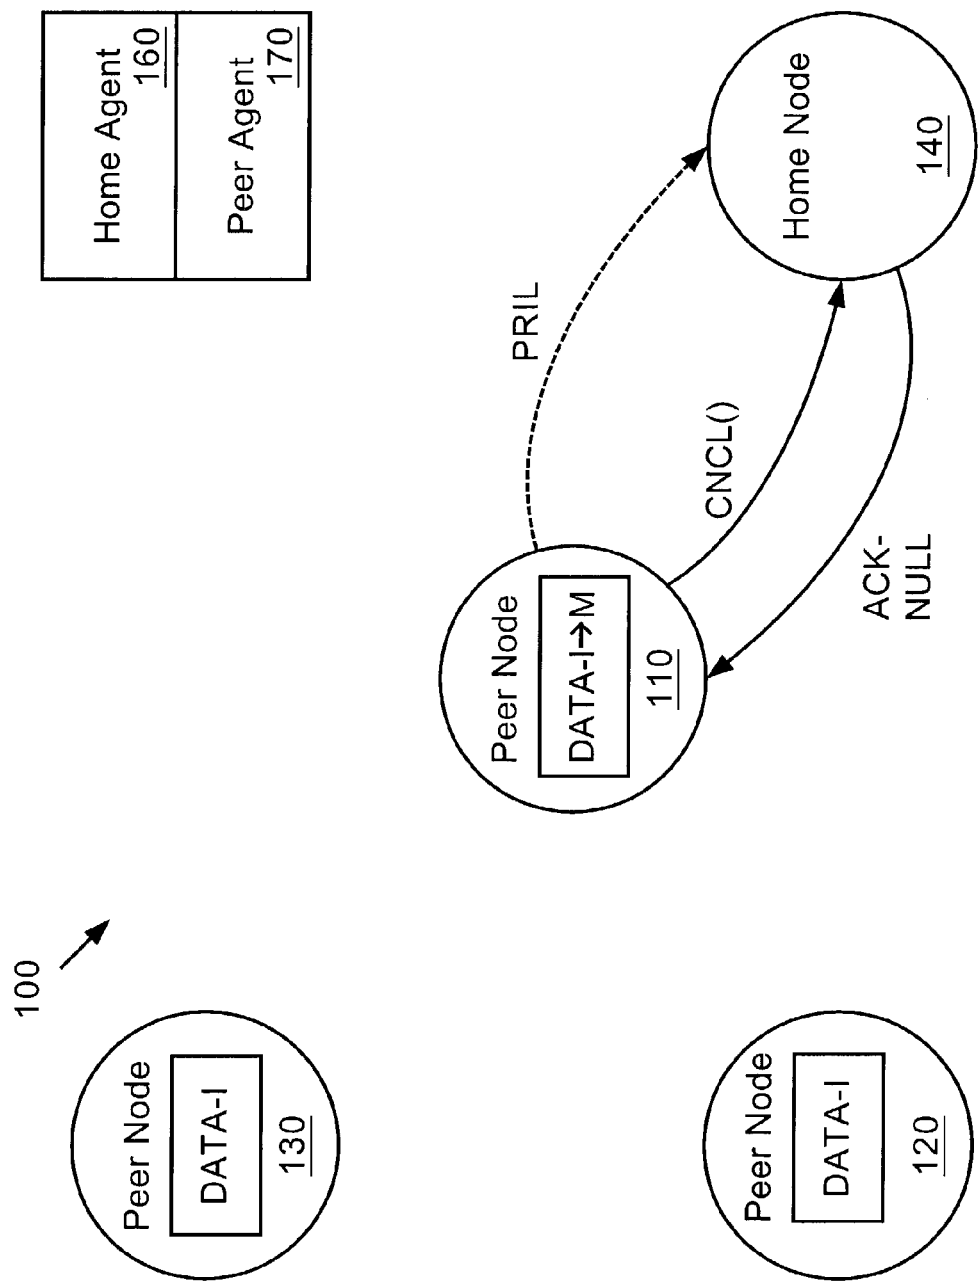 100
Peer Node
DATA-I
130
Peer Node
DATA-I
120
Peer Node
DATA-I→M
110
PRIL
CNCL()
ACK-
NULL
Home Node
140
Home Agent
160
Peer Agent
170